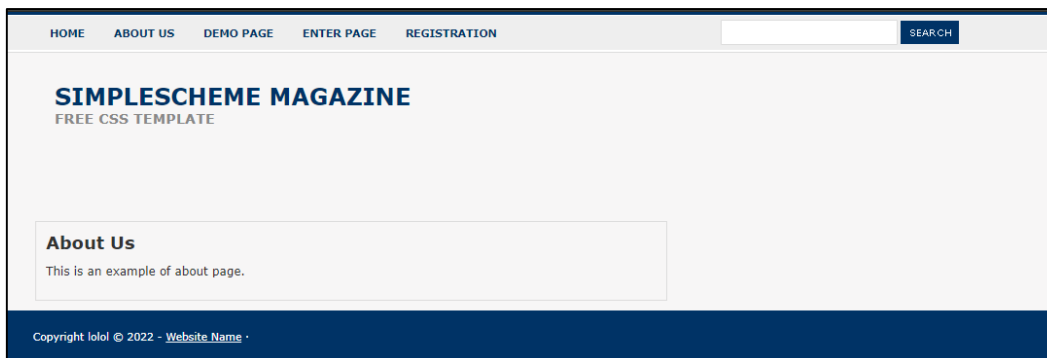 HOME ABOUT US DEMO PAGE ENTER PAGE REGISTRATION SEARCH
SIMPLESCHEME MAGAZINE
FREE CSS TEMPLATE
About Us
This is an example of about page.
Copyright lolol © 2022 - Website Name ·